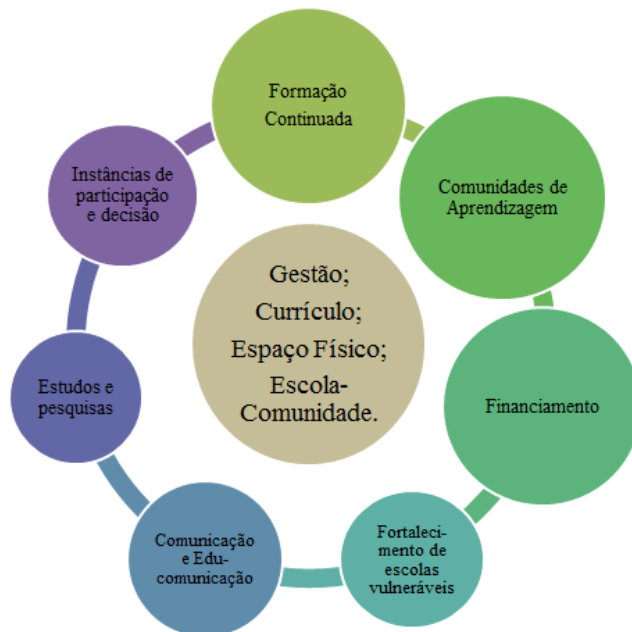 Formação
Continuada
Comunidades de
Aprendizagem
Financiamento
Fortaleci-
mento de
escolas
vulneráveis
Comunicação
e Edu-
comunicação
Estudos e
pesquisas
Instâncias de
participação
e decisão
Gestão;
Currículo;
Espaço Físico;
Escola-
Comunidade.